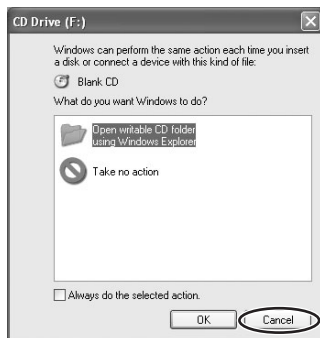 CD Drive (F:)
Windows can perform the same action each time you insert
a disk or connect a device with this kind of file:
Blank CD
What do you want Windows to do?
Open writable CD folder
using Windows Explorer
Take no action
Always do the selected action.
OK
Cancel